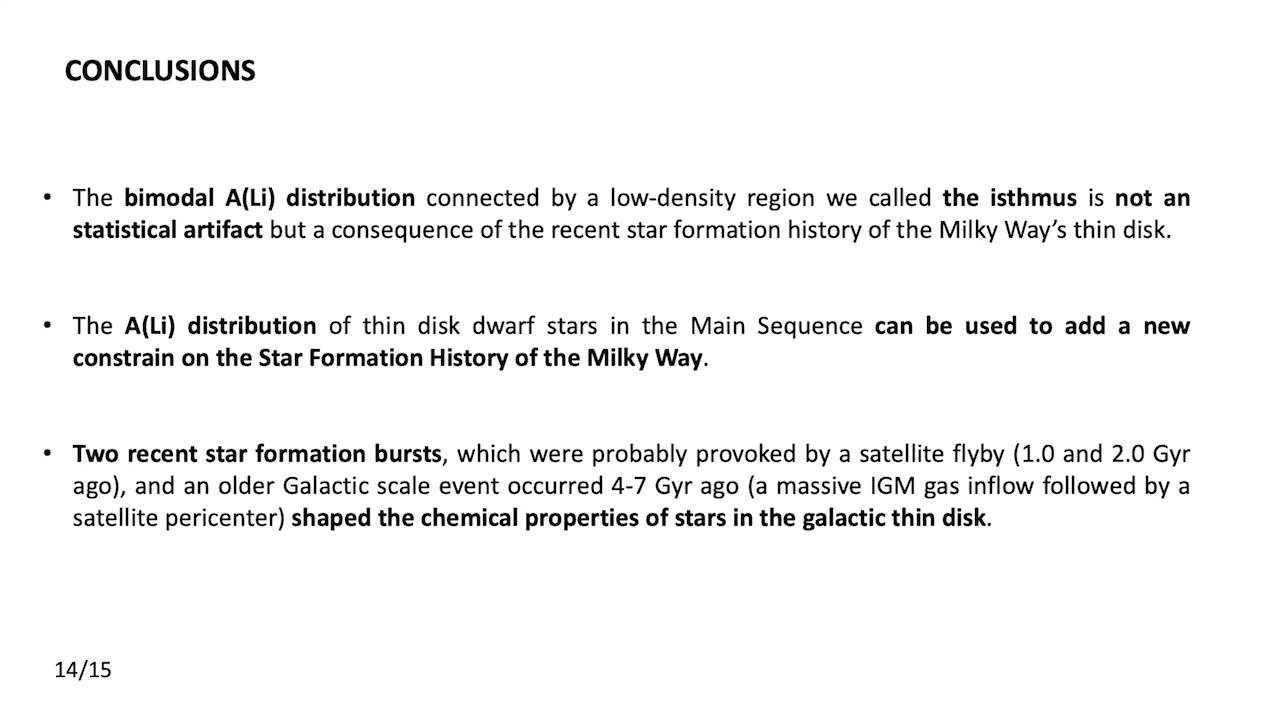 CONCLUSIONS
• The bimodal A(Li) distribution connected by a low-density region we called the isthmus is not an
statistical artifact but a consequence of the recent star formation history of the Milky Way’s thin disk.
• The A(Li) distribution of thin disk dwarf stars in the Main Sequence can be used to add a new
constrain on the Star Formation History of the Milky Way.
• Two recent star formation bursts, which were probably provoked by a satellite flyby (1.0 and 2.0 Gyr
ago), and an older Galactic scale event occurred 4-7 Gyr ago (a massive IGM gas inflow followed by a
satellite pericenter) shaped the chemical properties of stars in the galactic thin disk.
14/15